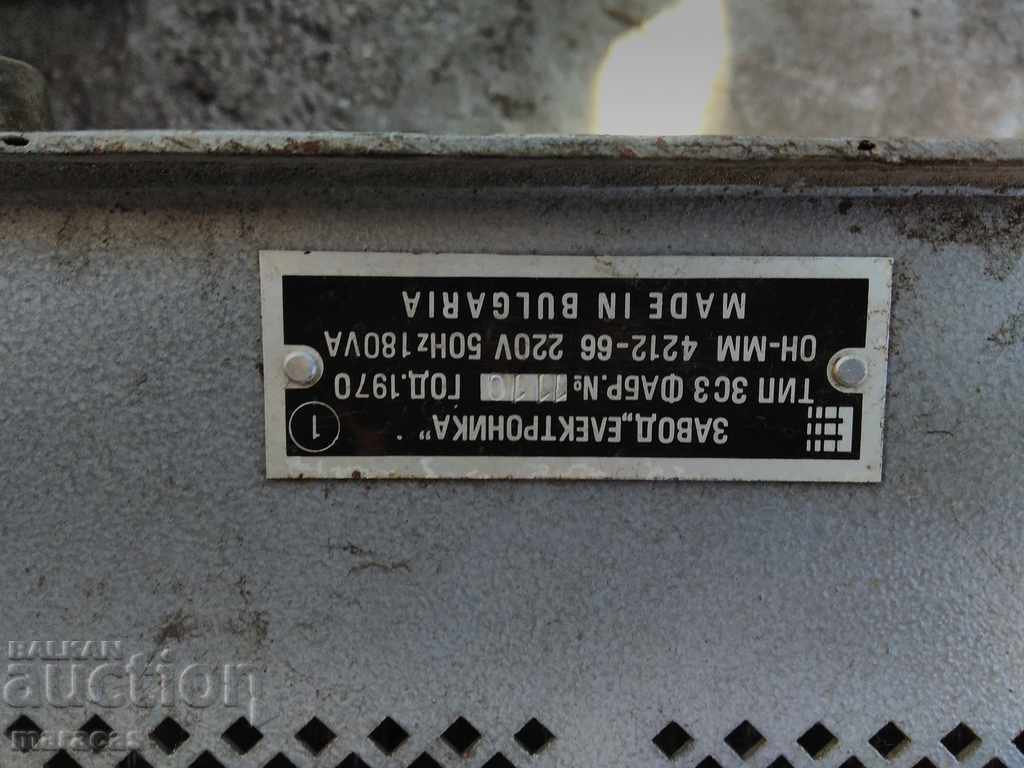 ЗАВОД „ЕЛЕКТРОНИКА" 1
ТИП ЗСЗ ФАБР.№ 1110 ГОД.1970
ОН-ММ 4212-66 220V 50Hz 180VA
MADE IN BULGARIA
BALKAN
auction
maracas